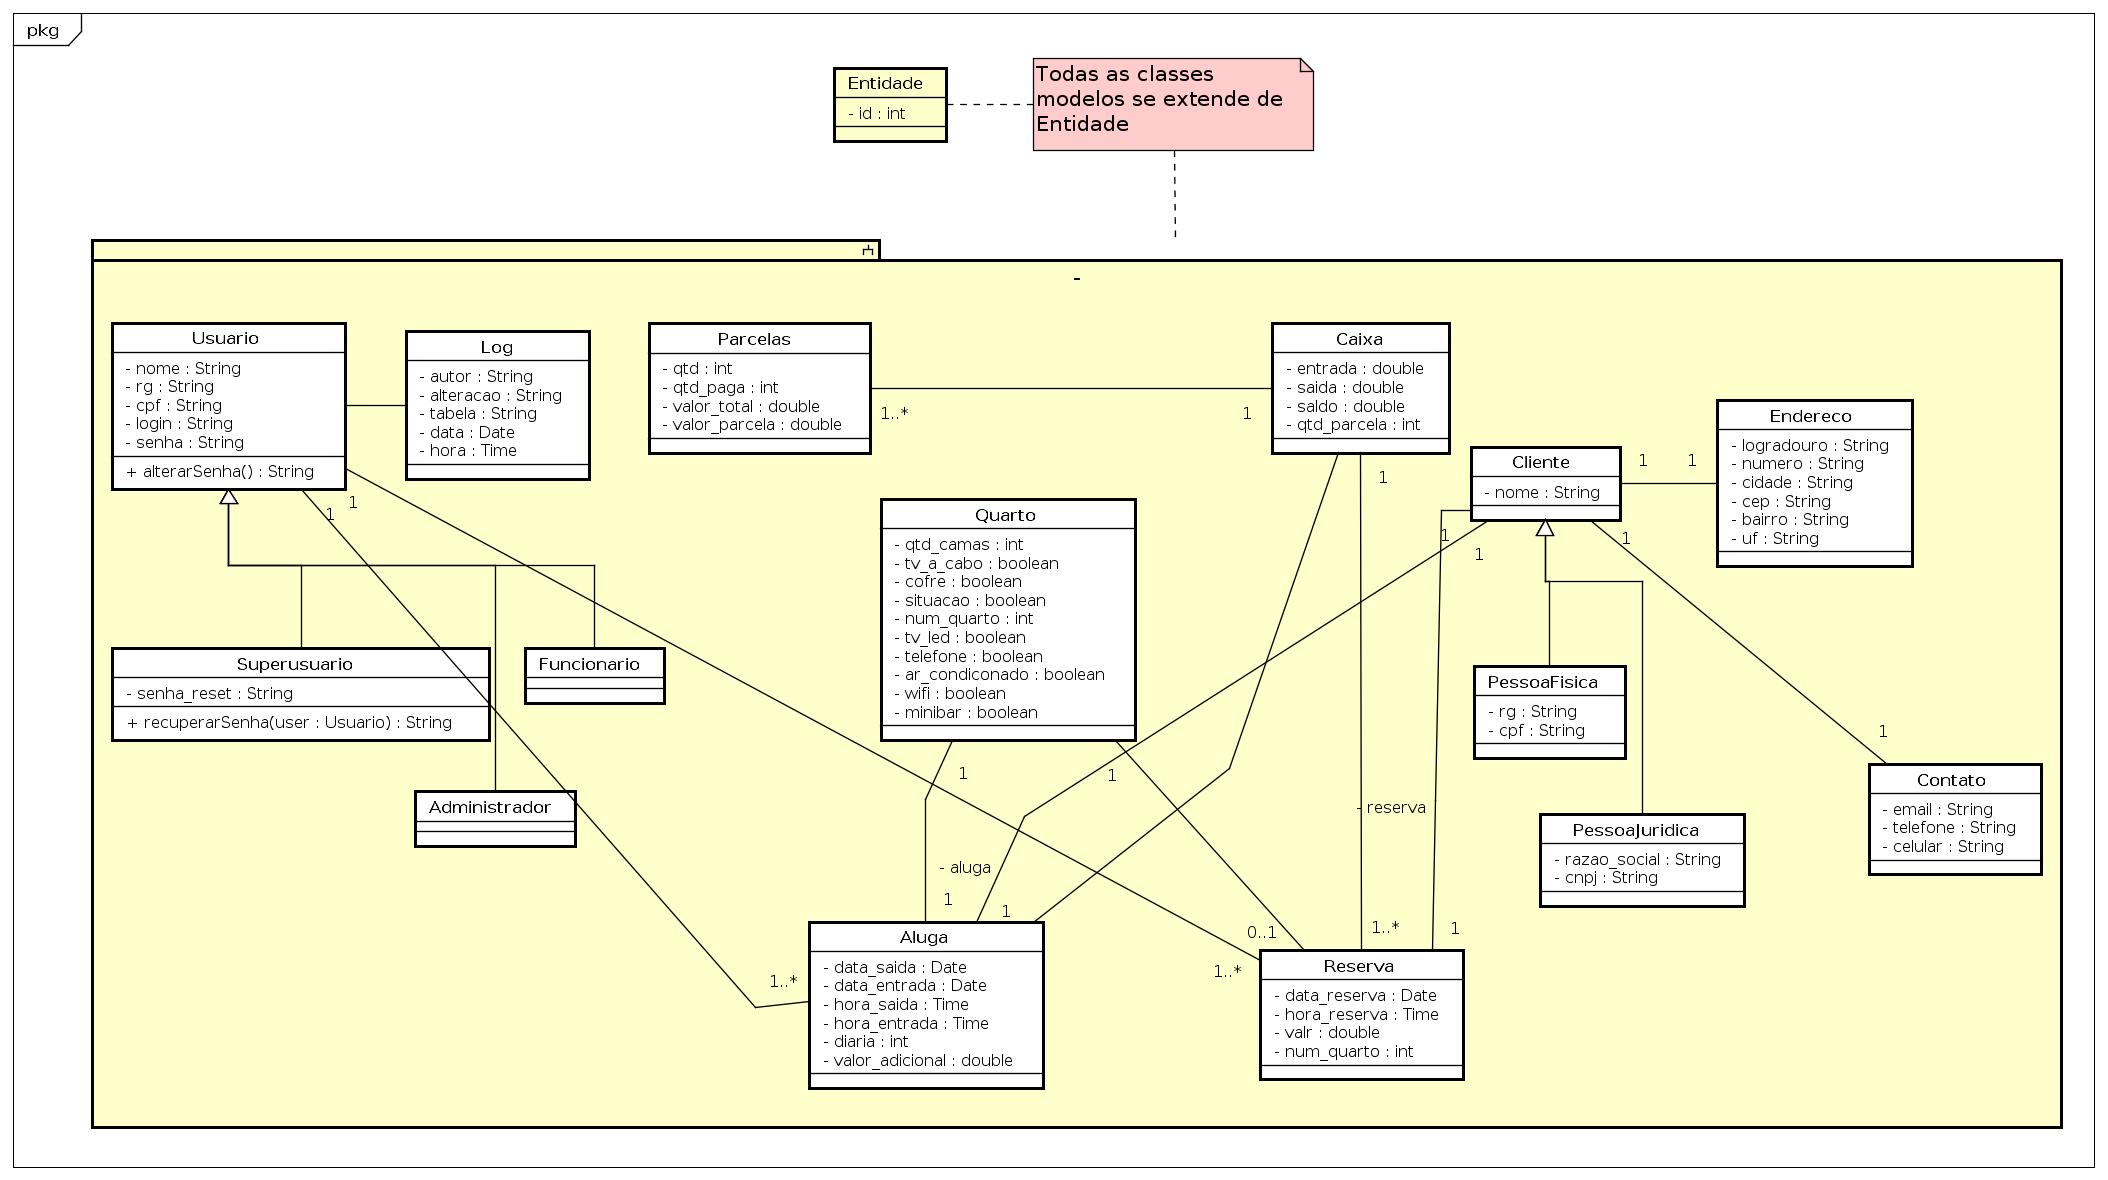 pkg
Entidade
- id : int
Todas as classes
modelos se extende de
Entidade
-
Usuario
- nome : String
- rg : String
- cpf : String
- login : String
- senha : String
+ alterarSenha() : String
Log
- autor : String
- alteracao : String
- tabela : String
- data : Date
- hora : Time
Parcelas
- qtd : int
- qtd_paga : int
- valor_total : double
- valor_parcela : double
1..*
1
Caixa
- entrada : double
- saida : double
- saldo : double
- qtd_parcela : int
1
Cliente
- nome : String
1
1
Endereco
- logradouro : String
- numero : String
- cidade : String
- cep : String
- bairro : String
- uf : String
1
1
1
1
1
Quarto
- qtd_camas : int
- tv_a_cabo : boolean
- cofre : boolean
- situacao : boolean
- num_quarto : int
- tv_led : boolean
- telefone : boolean
- ar_condiconado : boolean
- wifi : boolean
- minibar : boolean
Superusuario
- senha_reset : String
+ recuperarSenha(user : Usuario) : String
Funcionario
Administrador
PessoaFisica
- rg : String
- cpf : String
PessoaJuridica
- razao_social : String
- cnpj : String
1
Contato
- email : String
- telefone : String
- celular : String
1
1
- reserva
- aluga
1
1
0..1
1..*
1
1..*
1..*
Aluga
- data_saida : Date
- data_entrada : Date
- hora_saida : Time
- hora_entrada : Time
- diaria : int
- valor_adicional : double
Reserva
- data_reserva : Date
- hora_reserva : Time
- valr : double
- num_quarto : int